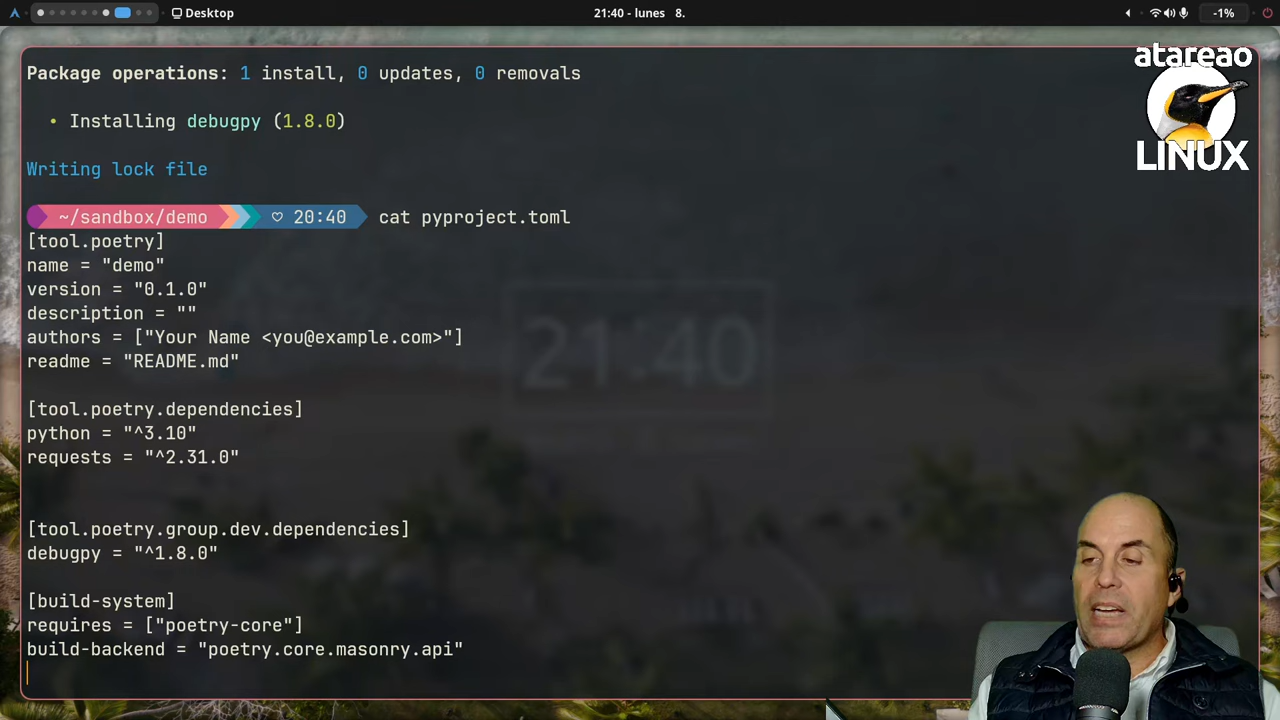 Desktop
21:40 - lunes 8.
-1%
atareao
LINUX
Package operations: 1 install, 0 updates, 0 removals
• Installing debugpy (1.8.0)
Writing lock file
~/sandbox/demo ♡ 20:40 cat pyproject.toml
[tool.poetry]
name = "demo"
version = "0.1.0"
description = ""
authors = ["Your Name <you@example.com>"]
readme = "README.md"
21:40
[tool.poetry.dependencies]
python = "^3.10"
requests = "^2.31.0"
[tool.poetry.group.dev.dependencies]
debugpy = "^1.8.0"
[build-system]
requires = ["poetry-core"]
build-backend = "poetry.core.masonry.api"